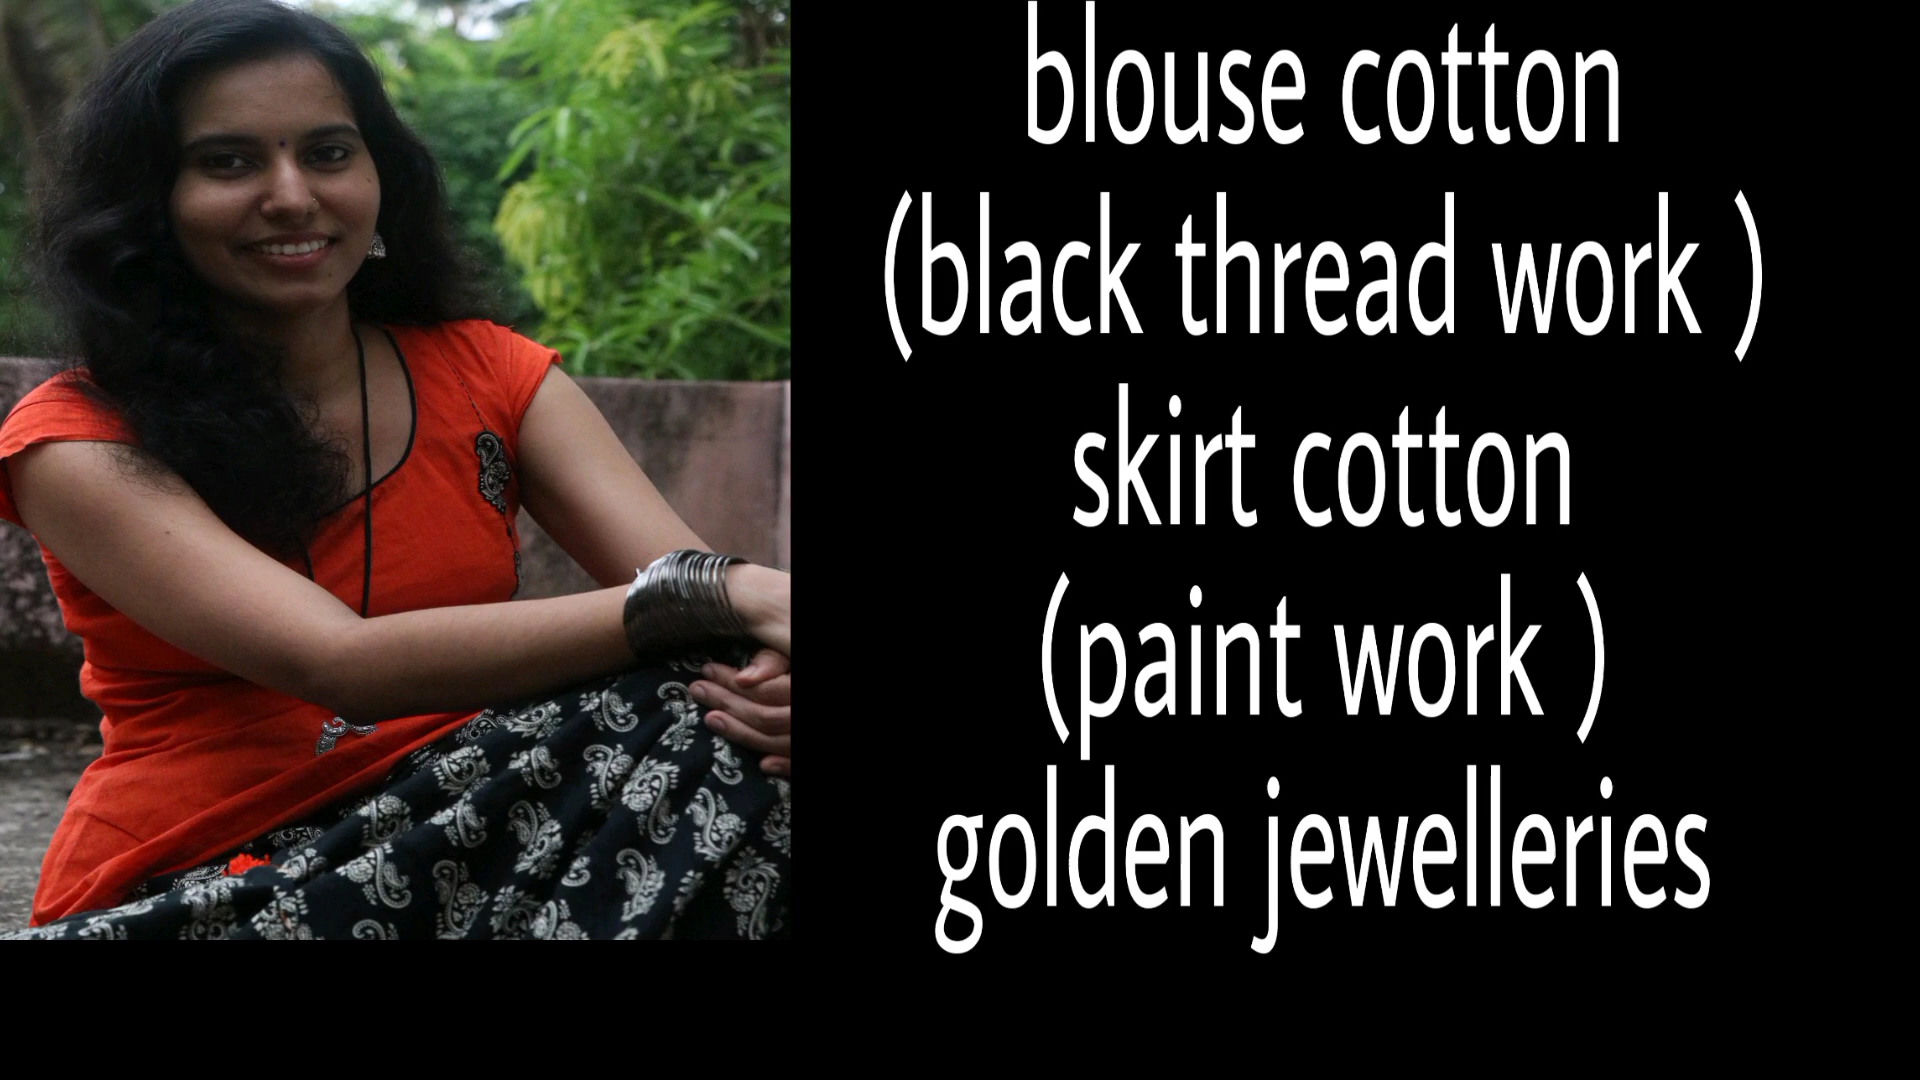 blouse cotton
(black thread work )
skirt cotton
(paint work )
golden jewelleries